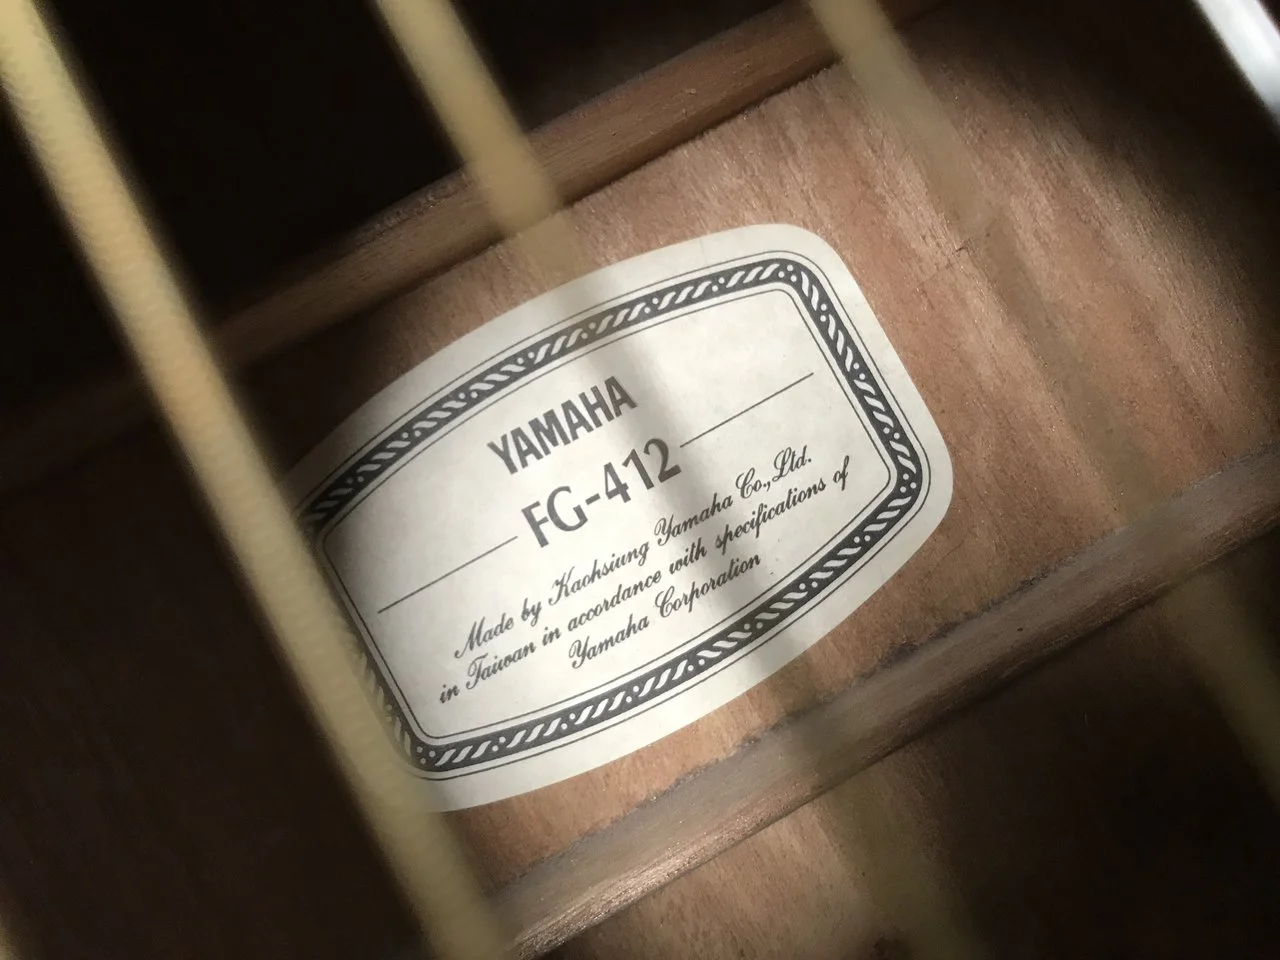 YAMAHA
FG-412
Made by Kaohsiung Yamaha Co., Ltd.
in Taiwan in accordance with specifications of
Yamaha Corporation